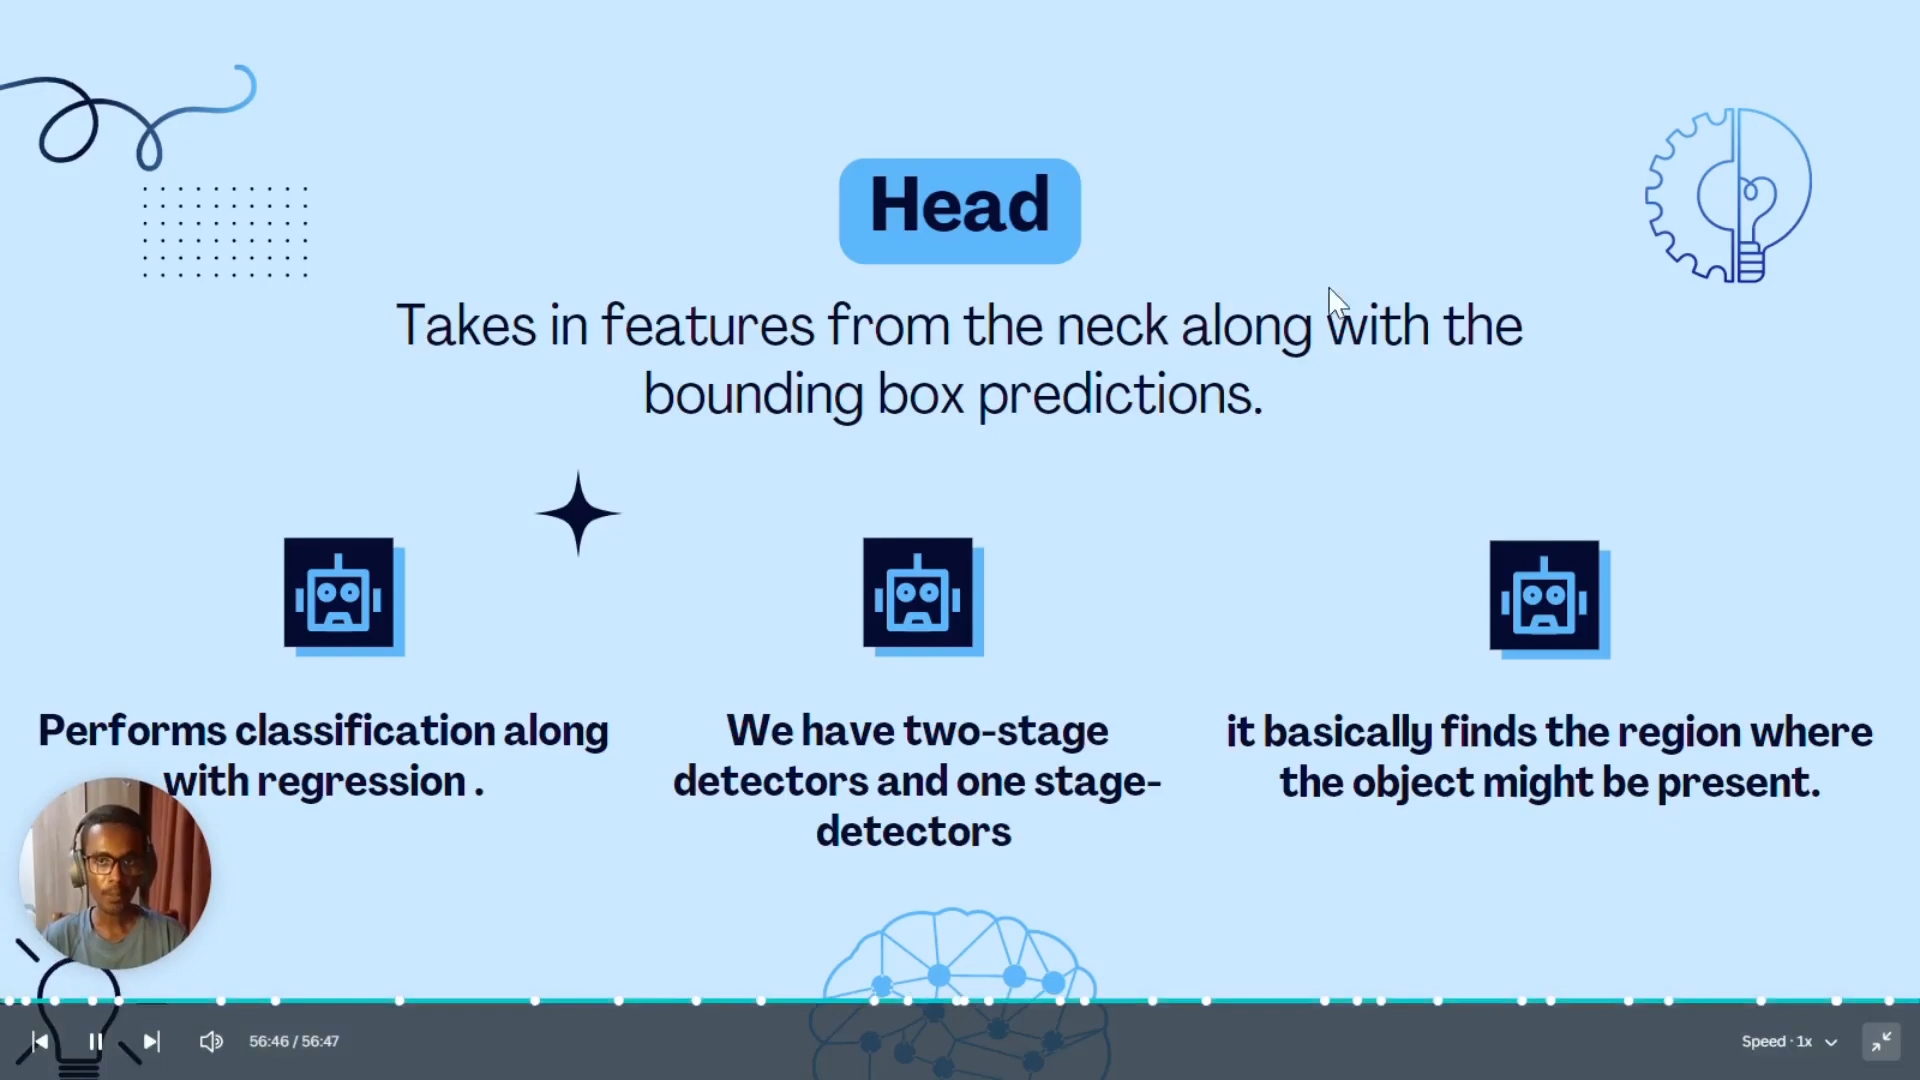 Head
Takes in features from the neck along with the
bounding box predictions.
Performs classification along
with regression .
We have two-stage
detectors and one stage-
detectors
it basically finds the region where
the object might be present.
56:46 / 56:47
Speed · 1x